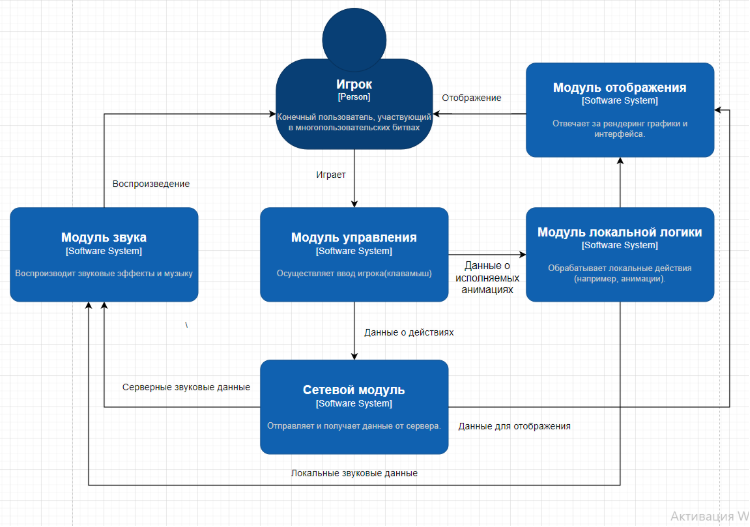 Игрок
[Person]
Конечный пользователь, участвующий
в многопользовательских битвах
Отображение
Модуль отображения
[Software System]
Отвечает за рендеринг графики и
интерфейса.
Воспроизведение
Играет
Модуль звука
[Software System]
Воспроизводит звуковые эффекты и музыку
Модуль управления
[Software System]
Осуществляет ввод игрока(клавамыш)
Данные о
исполняемых
анимациях
Модуль локальной логики
[Software System]
Обрабатывает локальные действия
(например, анимации).
\
Данные о действиях
Серверные звуковые данные
Сетевой модуль
[Software System]
Отправляет и получает данные от сервера.
Данные для отображения
Локальные звуковые данные
Активация W